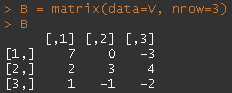 > B = matrix(data=V, nrow=3)
> B
     [,1] [,2] [,3]
[1,]    7    0   -3
[2,]    2    3    4
[3,]    1   -1   -2